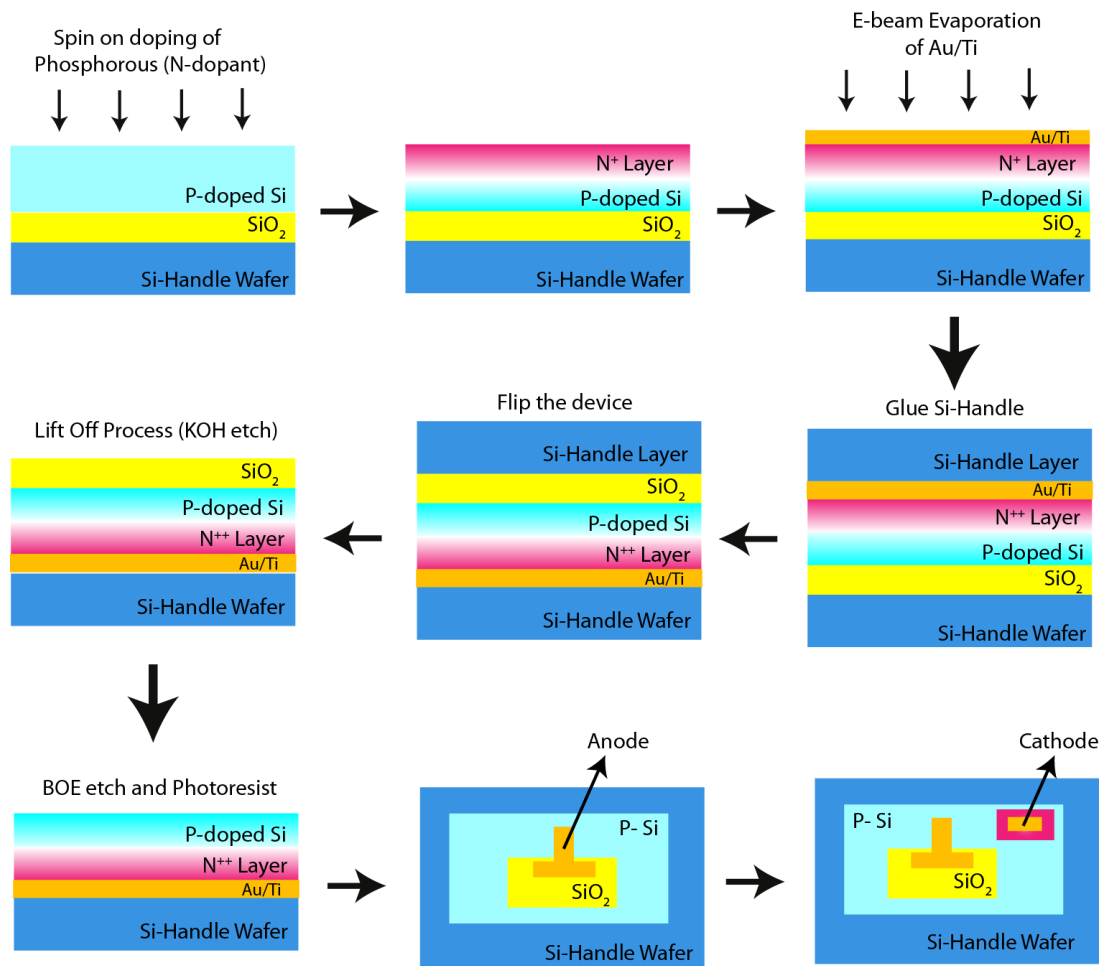 Spin on doping of
Phosphorous (N-dopant)
P-doped Si
SiO₂
Si-Handle Wafer
N⁺ Layer
P-doped Si
SiO₂
Si-Handle Wafer
E-beam Evaporation
of Au/Ti
Au/Ti
N⁺ Layer
P-doped Si
SiO₂
Si-Handle Wafer
Glue Si-Handle
Si-Handle Layer
Au/Ti
N⁺⁺ Layer
P-doped Si
SiO₂
Si-Handle Wafer
Flip the device
Si-Handle Layer
SiO₂
P-doped Si
N⁺⁺ Layer
Au/Ti
Si-Handle Wafer
Lift Off Process (KOH etch)
SiO₂
P-doped Si
N⁺⁺ Layer
Au/Ti
Si-Handle Wafer
BOE etch and Photoresist
P-doped Si
N⁺⁺ Layer
Au/Ti
Si-Handle Wafer
Anode
P- Si
SiO₂
Si-Handle Wafer
Cathode
P- Si
SiO₂
Si-Handle Wafer